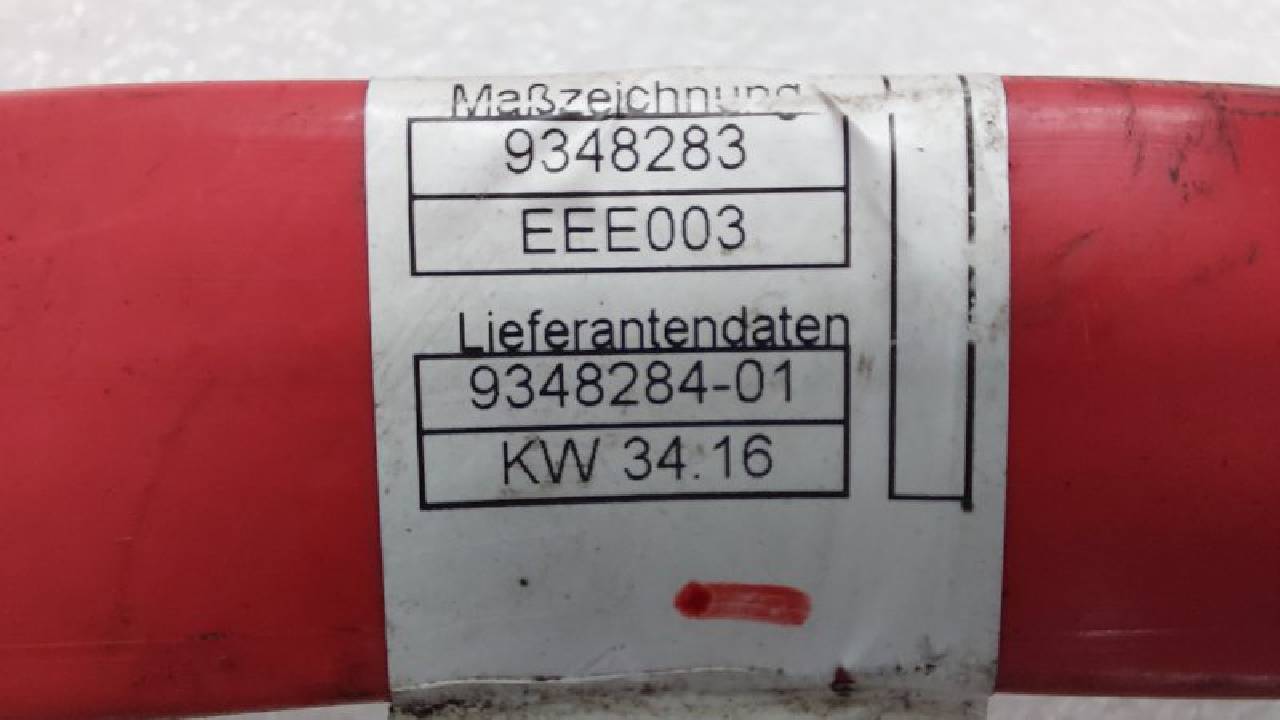 Maßzeichnung
9348283
EEE003
Lieferantendaten
9348284-01
KW 34.16